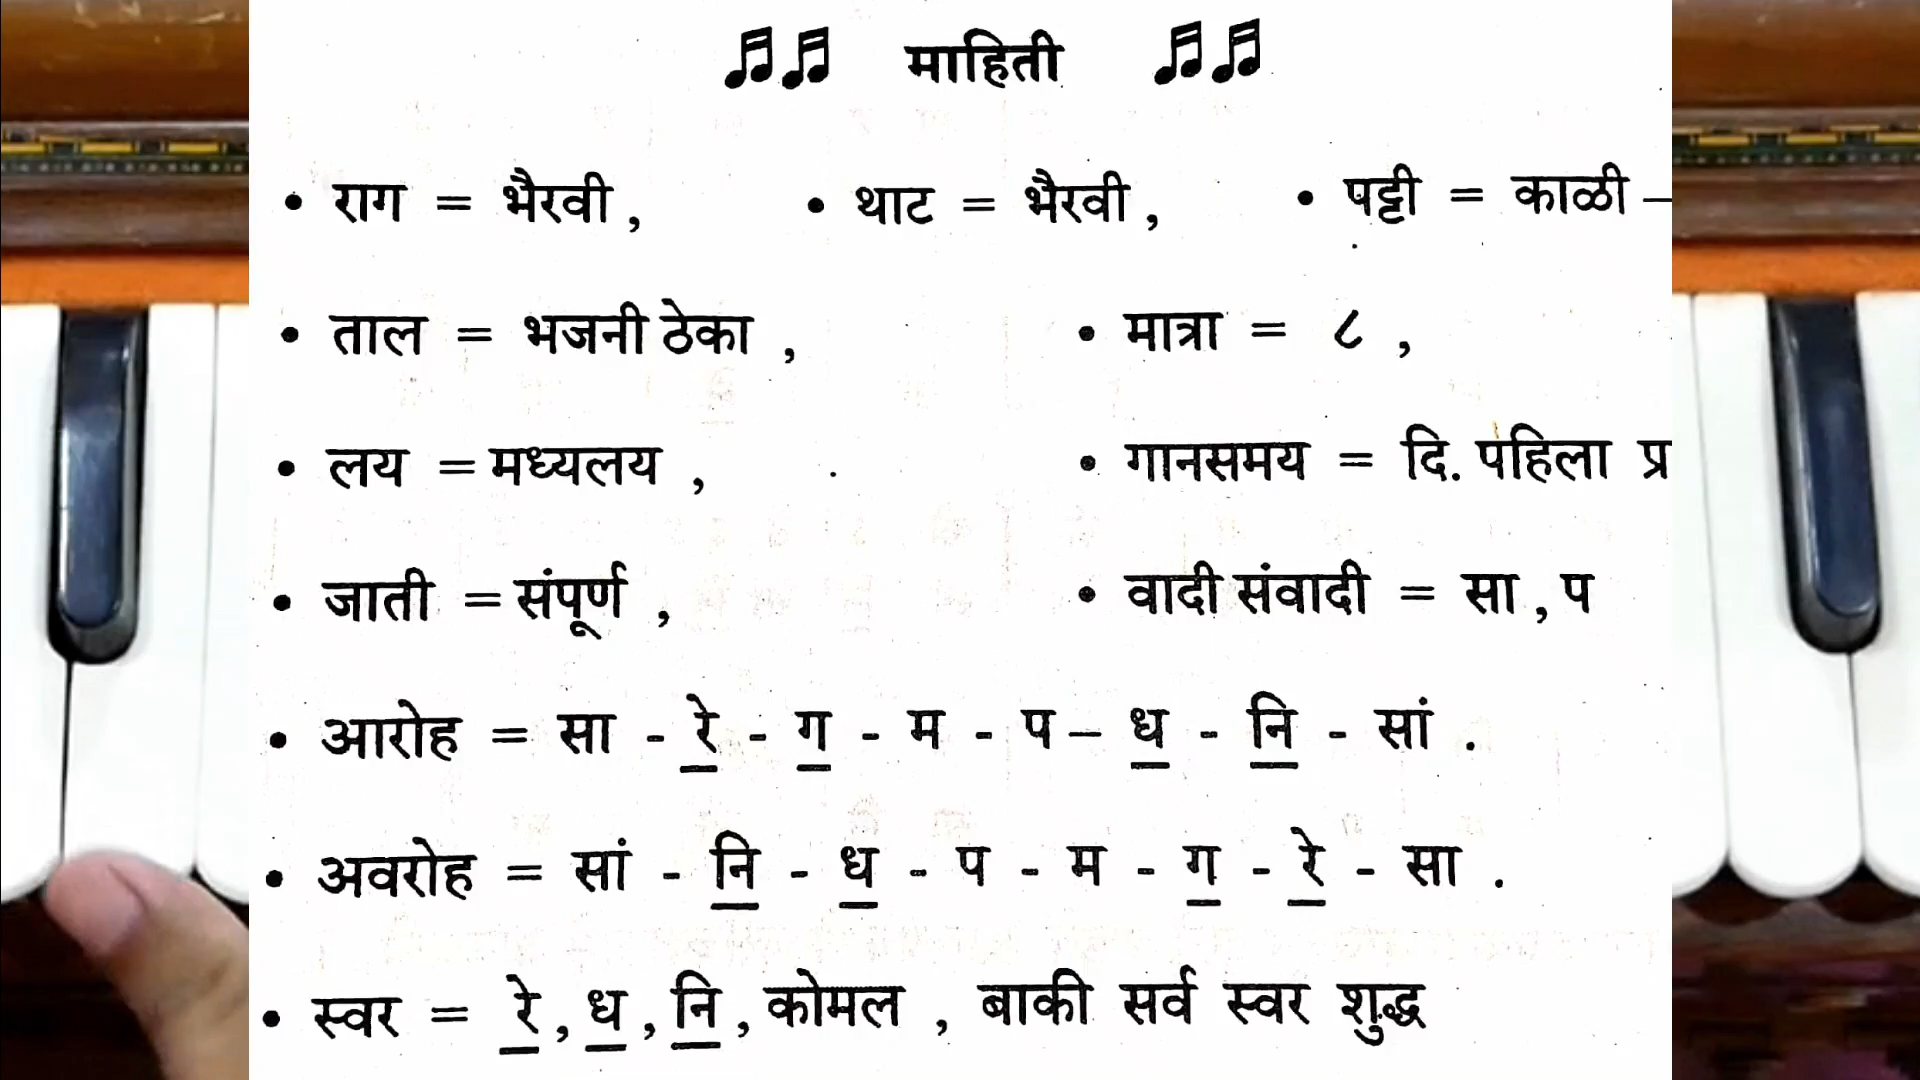 माहिती
• राग = भैरवी, • थाट = भैरवी, • पट्टी = काळी –
• ताल = भजनी ठेका, • मात्रा = ८,
• लय = मध्यलय, • गानसमय = दि. पहिला प्र
• जाती = संपूर्ण, • वादी संवादी = सा, प
• आरोह = सा - रे - ग - म - प – ध - नि - सां.
• अवरोह = सां - नि - ध - प - म - ग - रे - सा.
• स्वर = रे, ध, नि, कोमल, बाकी सर्व स्वर शुद्ध